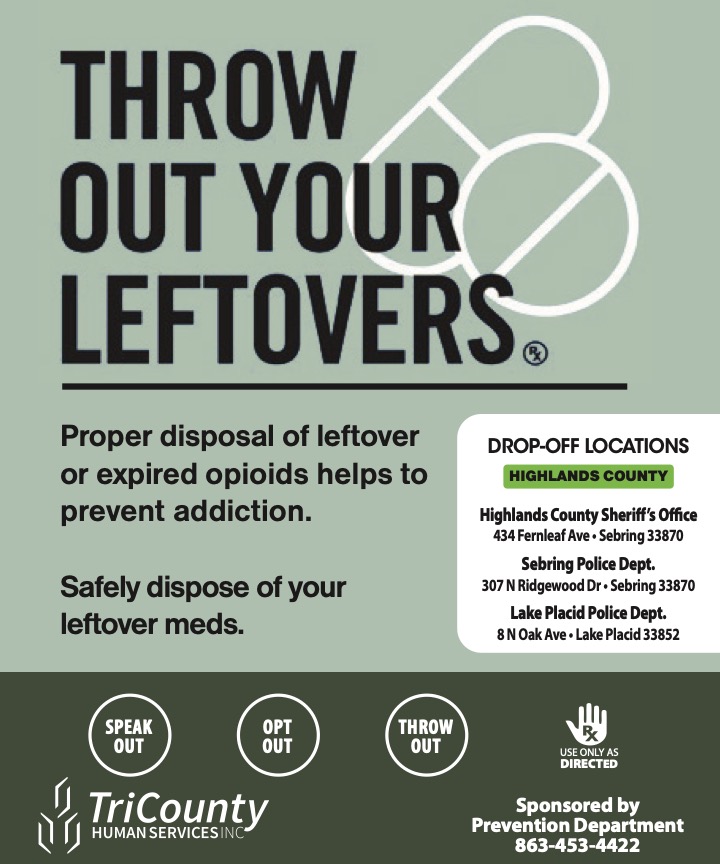 THROW
OUT YOUR
LEFTOVERS
RX
Proper disposal of leftover
or expired opioids helps to
prevent addiction.
Safely dispose of your
leftover meds.
DROP-OFF LOCATIONS
HIGHLANDS COUNTY
Highlands County Sheriff's Office
434 Fernleaf Ave • Sebring 33870
Sebring Police Dept.
307 N Ridgewood Dr • Sebring 33870
Lake Placid Police Dept.
8 N Oak Ave • Lake Placid 33852
SPEAK
OUT
OPT
OUT
THROW
OUT
RX
USE ONLY AS
DIRECTED
TriCounty
HUMAN SERVICES INC
Sponsored by
Prevention Department
863-453-4422